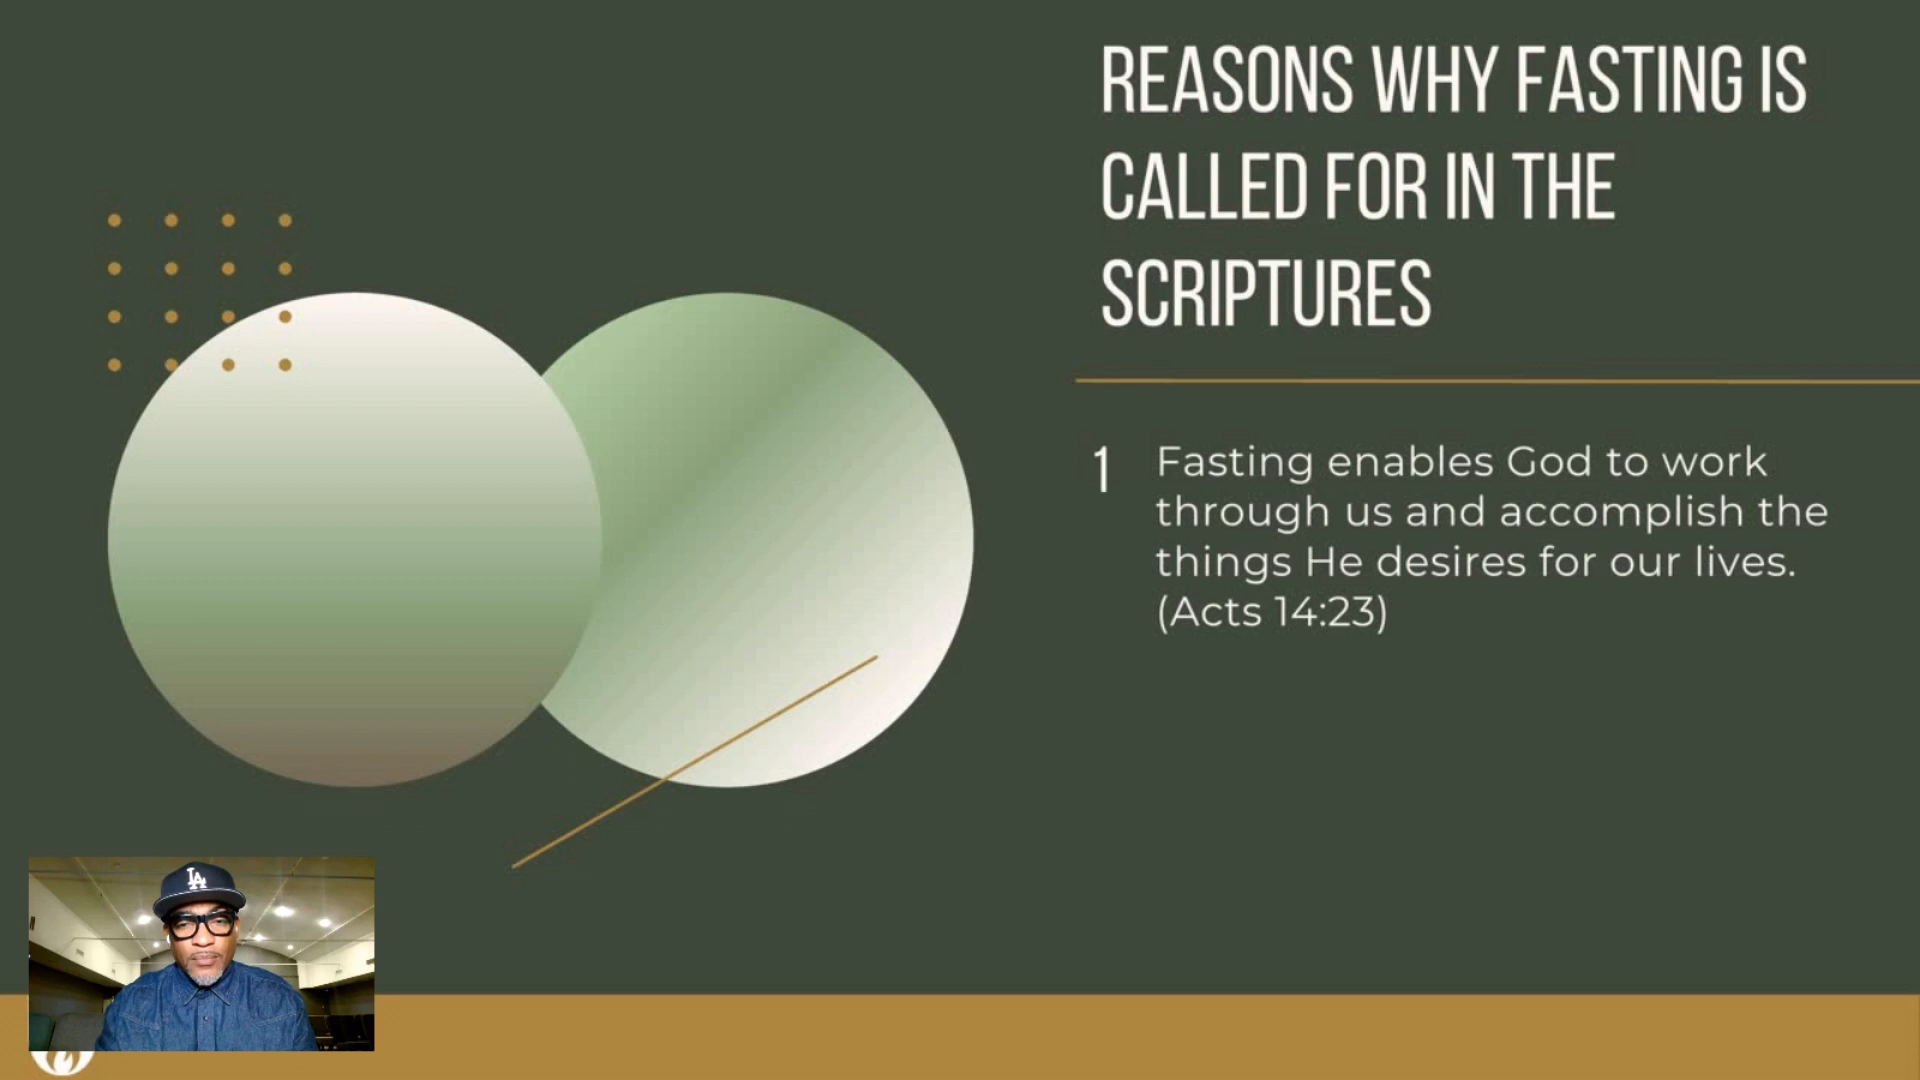 REASONS WHY FASTING IS
CALLED FOR IN THE
SCRIPTURES
1 Fasting enables God to work
through us and accomplish the
things He desires for our lives.
(Acts 14:23)
LA